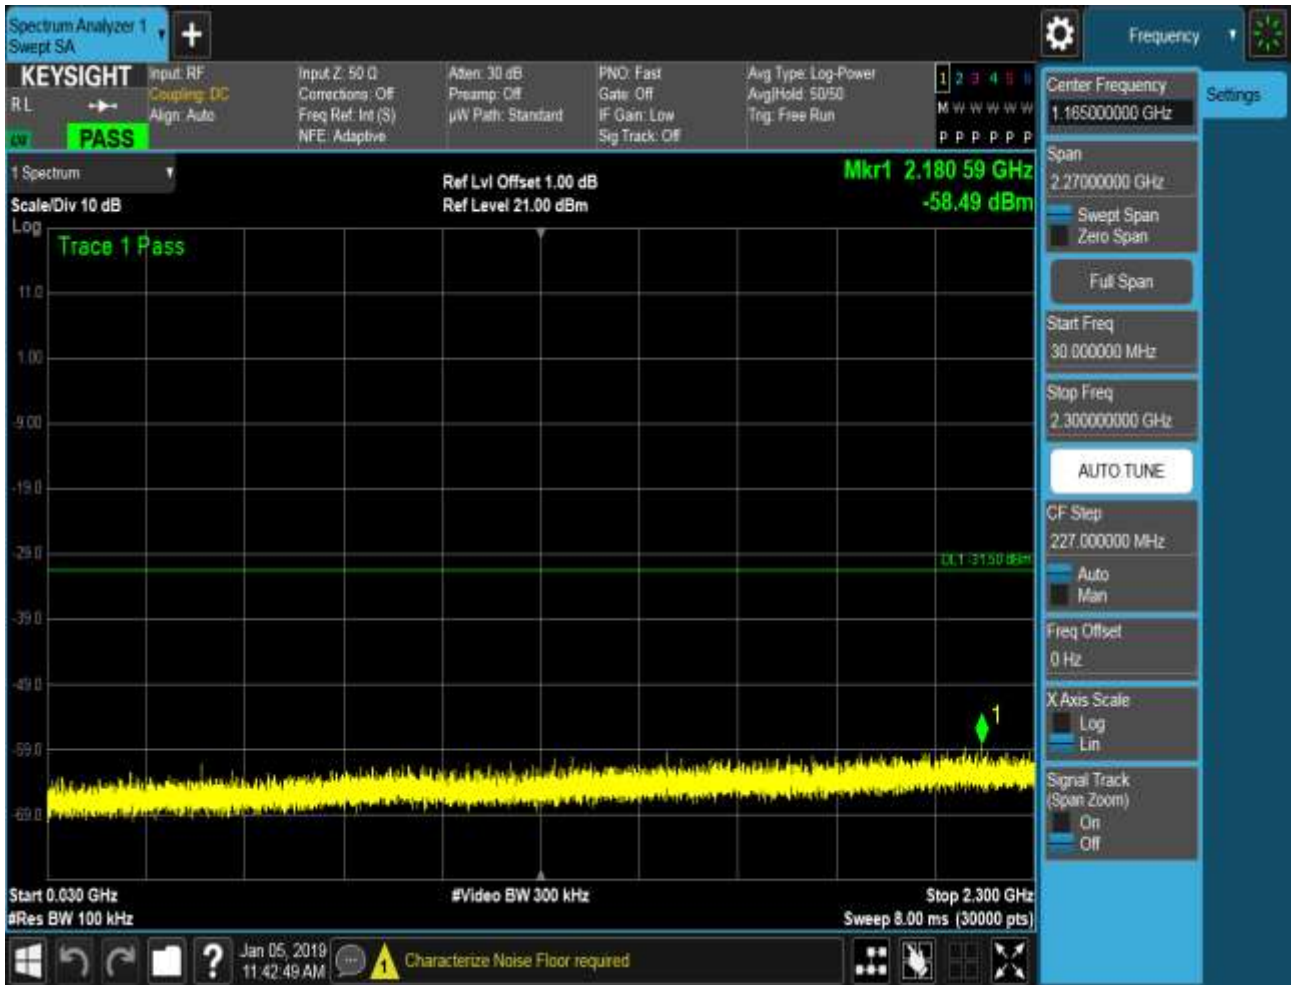 Spectrum Analyzer 1
Swept SA
Frequency
KEYSIGHT
Input: RF
Input Z: 50 Ω
Atten: 30 dB
PNO: Fast
Avg Type: Log-Power
1 2 3 4 5 6
RL
Coupling: DC
Corrections: Off
Preamp: Off
Gate: Off
Avg|Hold: 50/50
Align: Auto
Freq Ref: Int (S)
µW Path: Standard
IF Gain: Low
Trig: Free Run
M W W W W W
PASS
NFE: Adaptive
Sig Track: Off
P P P P P P
1 Spectrum
Ref Lvl Offset 1.00 dB
Mkr1 2.180 59 GHz
Scale/Div 10 dB
Ref Level 21.00 dBm
-58.49 dBm
Log
Trace 1 Pass
11.0
1.00
-9.00
-19.0
-29.0
DL1 -31.50 dBm
-39.0
-49.0
1
-59.0
-69.0
Start 0.030 GHz
#Video BW 300 kHz
Stop 2.300 GHz
#Res BW 100 kHz
Sweep 8.00 ms (30000 pts)
Center Frequency
1.165000000 GHz
Settings
Span
2.27000000 GHz
Swept Span
Zero Span
Full Span
Start Freq
30.000000 MHz
Stop Freq
2.300000000 GHz
AUTO TUNE
CF Step
227.000000 MHz
Auto
Man
Freq Offset
0 Hz
X Axis Scale
Log
Lin
Signal Track
(Span Zoom)
On
Off
?
Jan 05, 2019
11:42:49 AM
1
Characterize Noise Floor required